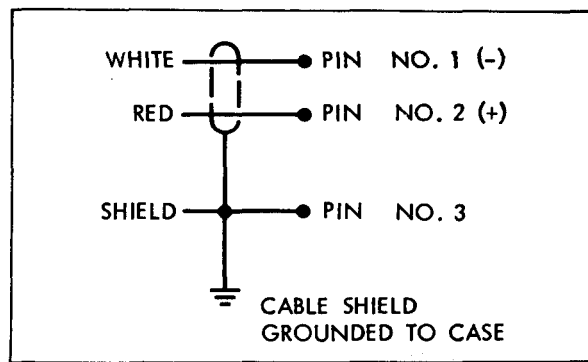 WHITE PIN NO. 1 (-)
RED PIN NO. 2 (+)
SHIELD PIN NO. 3
CABLE SHIELD
GROUNDED TO CASE